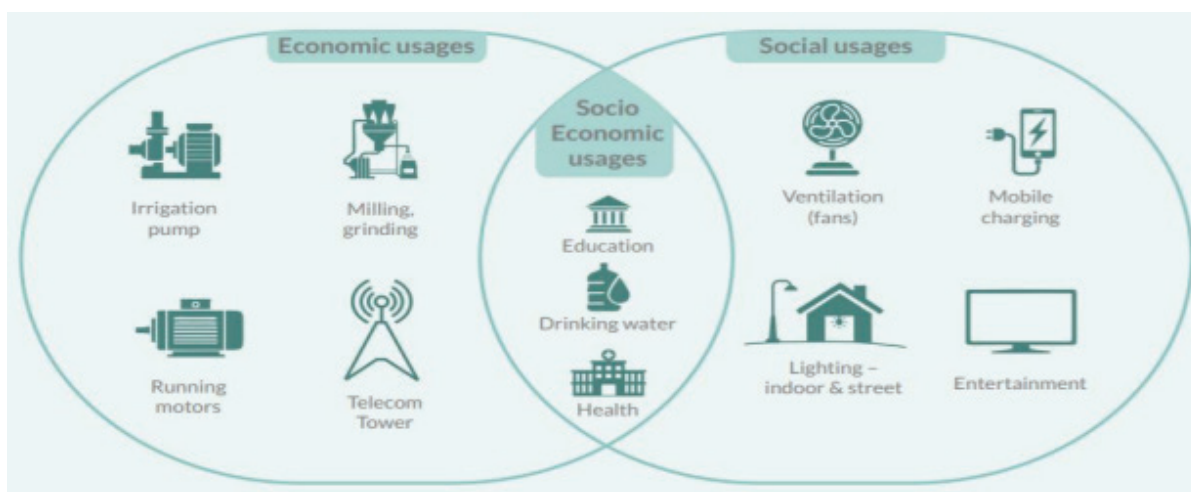 Economic usages
Social usages
Socio
Economic
usages
Irrigation
pump
Milling,
grinding
Ventilation
(fans)
Mobile
charging
Education
Drinking water
Health
Running
motors
Telecom
Tower
Lighting –
indoor & street
Entertainment